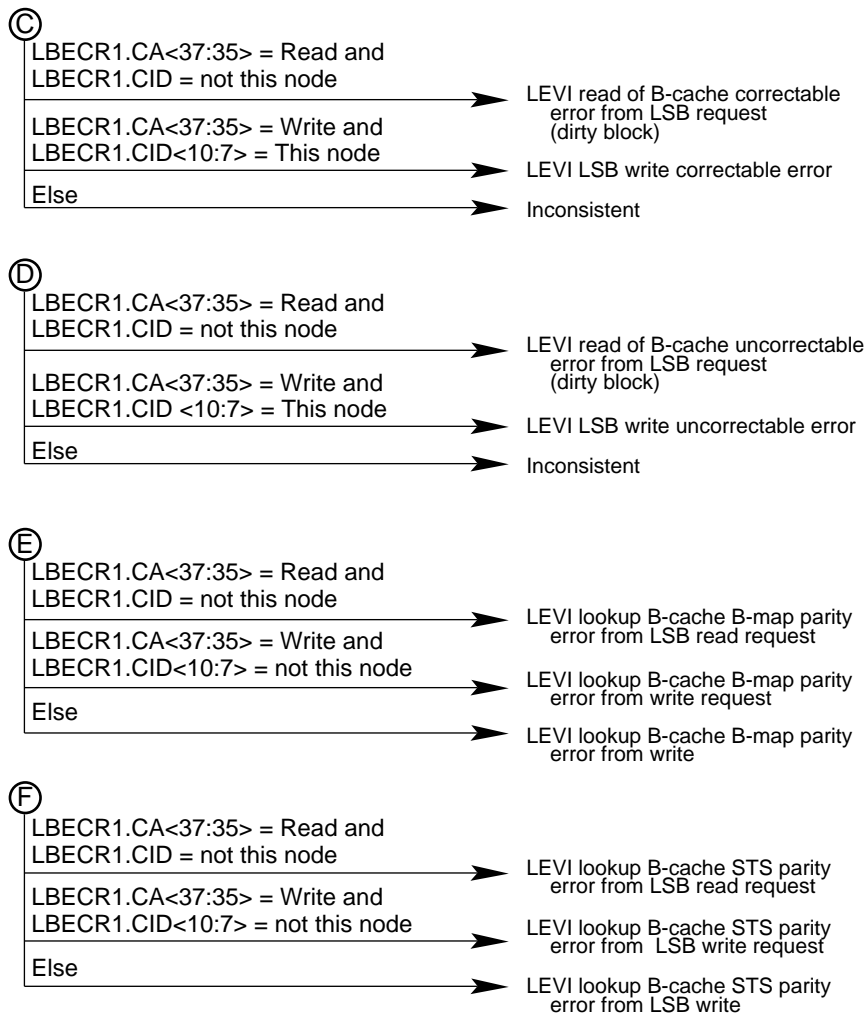 C
LBECR1.CA<37:35> = Read and
LBECR1.CID = not this node
LEVI read of B-cache correctable
error from LSB request
(dirty block)
LBECR1.CA<37:35> = Write and
LBECR1.CID<10:7> = This node
LEVI LSB write correctable error
Else
Inconsistent
D
LBECR1.CA<37:35> = Read and
LBECR1.CID = not this node
LEVI read of B-cache uncorrectable
error from LSB request
(dirty block)
LBECR1.CA<37:35> = Write and
LBECR1.CID <10:7> = This node
LEVI LSB write uncorrectable error
Else
Inconsistent
E
LBECR1.CA<37:35> = Read and
LBECR1.CID = not this node
LEVI lookup B-cache B-map parity
error from LSB read request
LBECR1.CA<37:35> = Write and
LBECR1.CID<10:7> = not this node
LEVI lookup B-cache B-map parity
error from write request
Else
LEVI lookup B-cache B-map parity
error from write
F
LBECR1.CA<37:35> = Read and
LBECR1.CID = not this node
LEVI lookup B-cache STS parity
error from LSB read request
LBECR1.CA<37:35> = Write and
LBECR1.CID<10:7> = not this node
LEVI lookup B-cache STS parity
error from  LSB write request
Else
LEVI lookup B-cache STS parity
error from LSB write